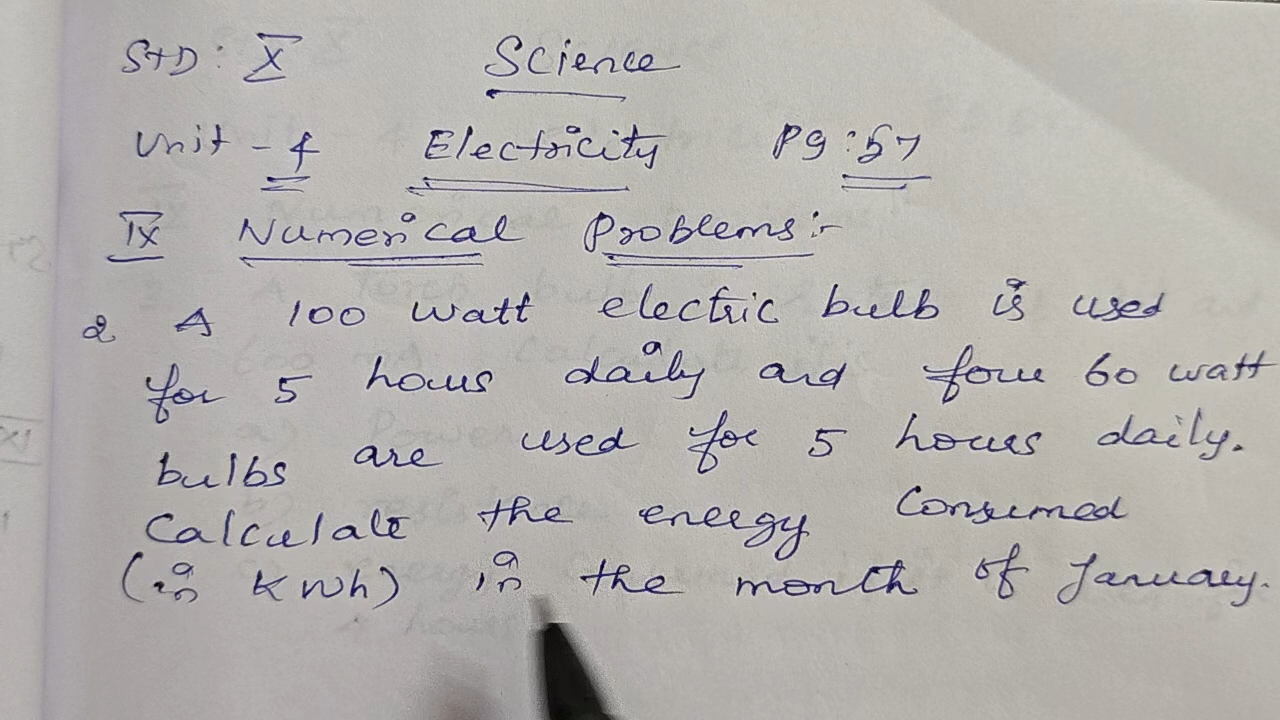 STD: X Science
Unit - 4 Electricity Pg: 57
IX Numerical Problems:-
2 A 100 watt electric bulb is used
for 5 hours daily and four 60 watt
bulbs are used for 5 hours daily.
Calculate the energy Consumed
(in KWh) in the month of January.